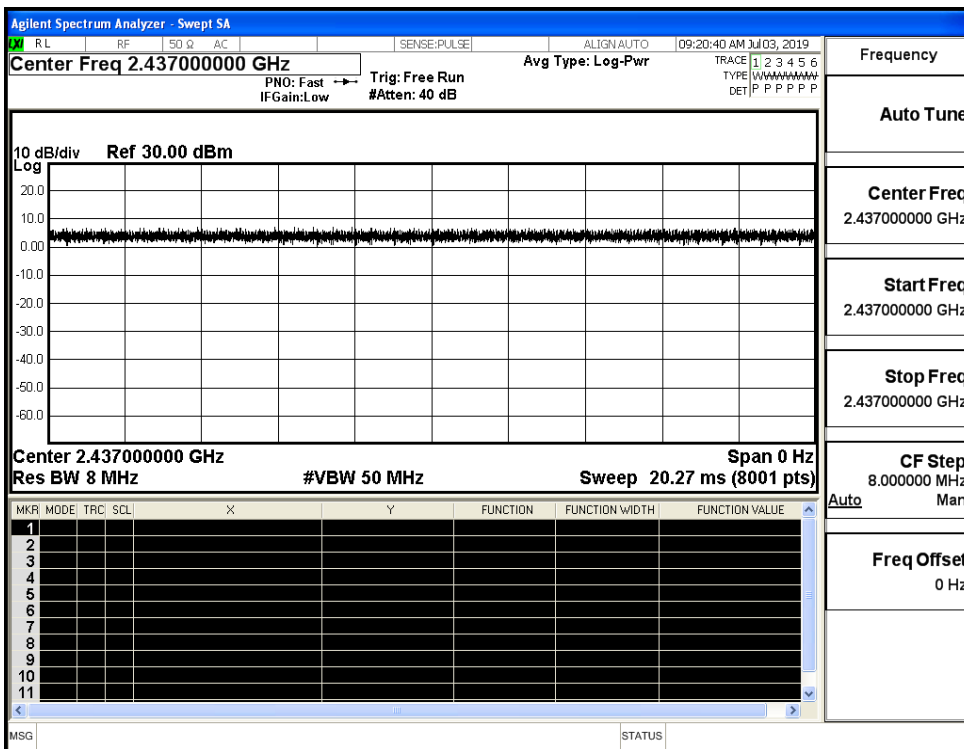 Agilent Spectrum Analyzer - Swept SA
LXI RL RF 50 Ω AC SENSE:PULSE ALIGN AUTO 09:20:40 AM Jul 03, 2019
Center Freq 2.437000000 GHz
PNO: Fast
IFGain:Low
Trig: Free Run
#Atten: 40 dB
Avg Type: Log-Pwr
TRACE 1 2 3 4 5 6
TYPE WWWWWW
DET P P P P P P
10 dB/div Ref 30.00 dBm
Log
20.0
10.0
0.00
-10.0
-20.0
-30.0
-40.0
-50.0
-60.0
Center 2.437000000 GHz Span 0 Hz
Res BW 8 MHz #VBW 50 MHz Sweep 20.27 ms (8001 pts)
MKR MODE TRC SCL X Y FUNCTION FUNCTION WIDTH FUNCTION VALUE
1
2
3
4
5
6
7
8
9
10
11
MSG STATUS
Frequency
Auto Tune
Center Freq
2.437000000 GHz
Start Freq
2.437000000 GHz
Stop Freq
2.437000000 GHz
CF Step
8.000000 MHz
Auto Man
Freq Offset
0 Hz